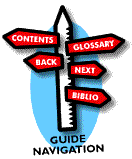 CONTENTS
GLOSSARY
BACK
NEXT
BIBLIO
GUIDE
NAVIGATION